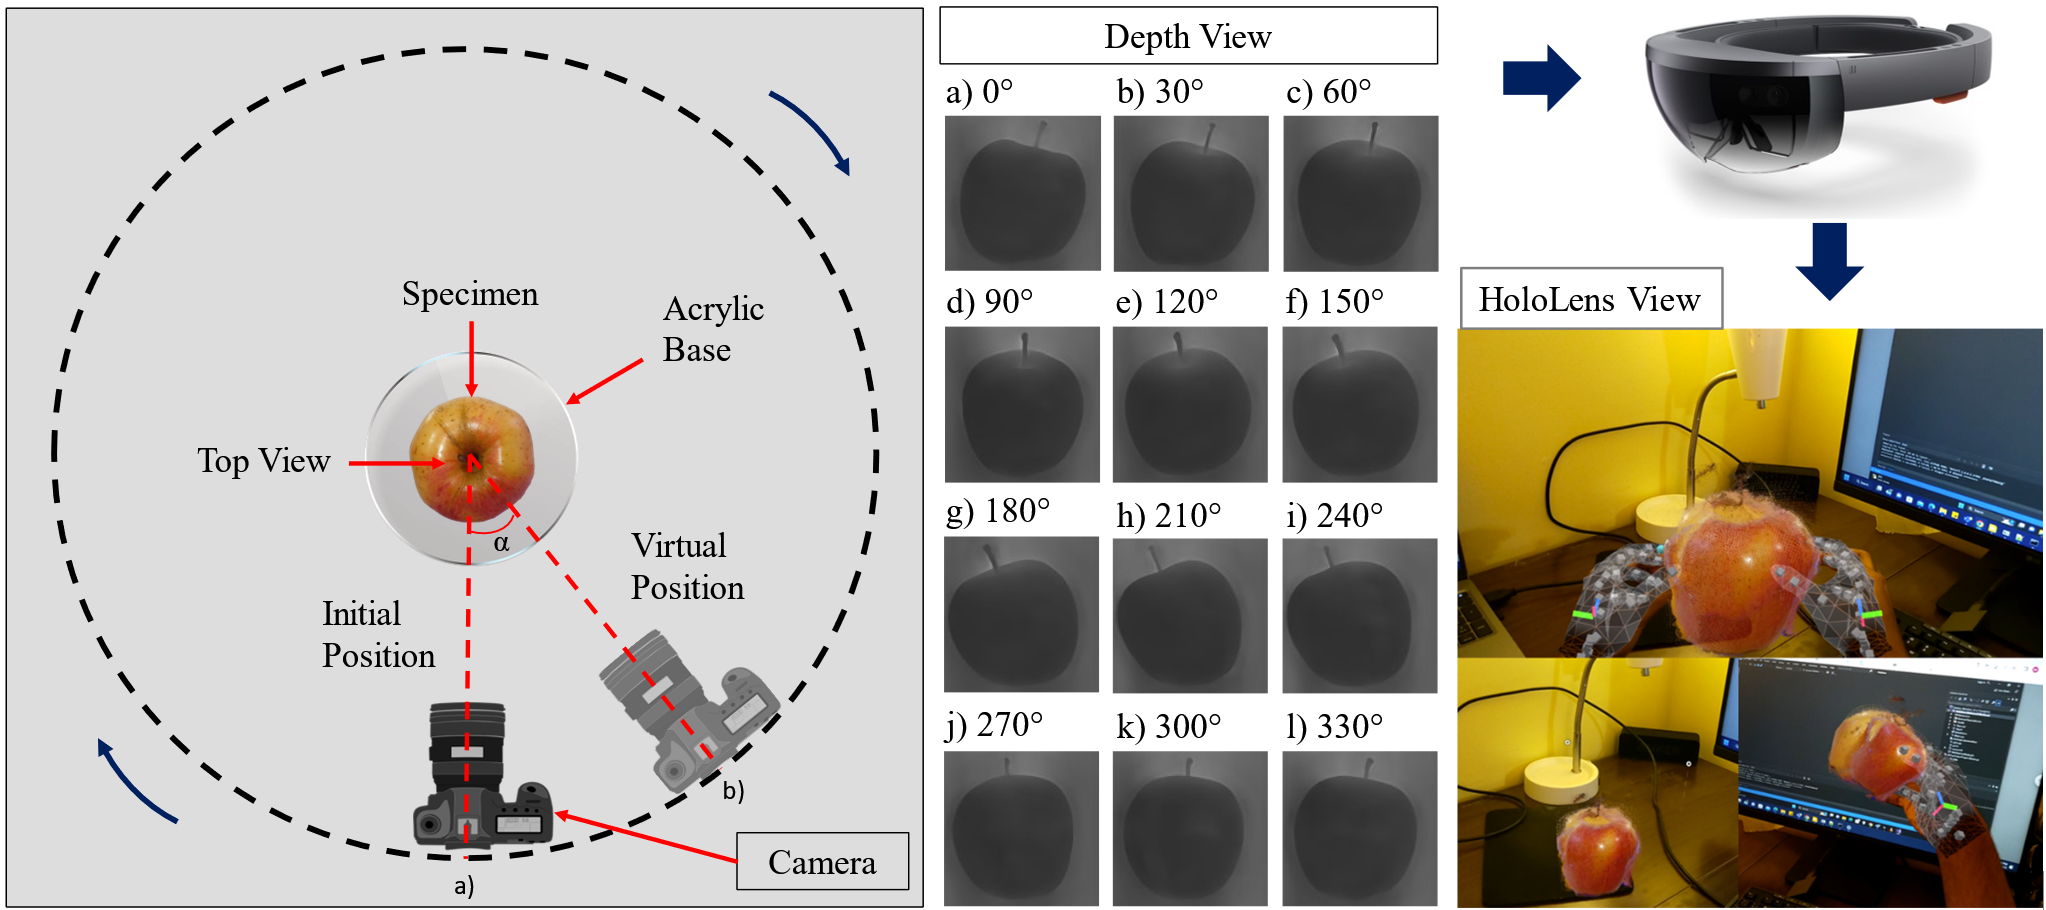 Specimen
Acrylic
Base
Top View
α
Virtual
Position
Initial
Position
b)
Camera
a)
Depth View
a) 0°
b) 30°
c) 60°
d) 90°
e) 120°
f) 150°
g) 180°
h) 210°
i) 240°
j) 270°
k) 300°
l) 330°
HoloLens View